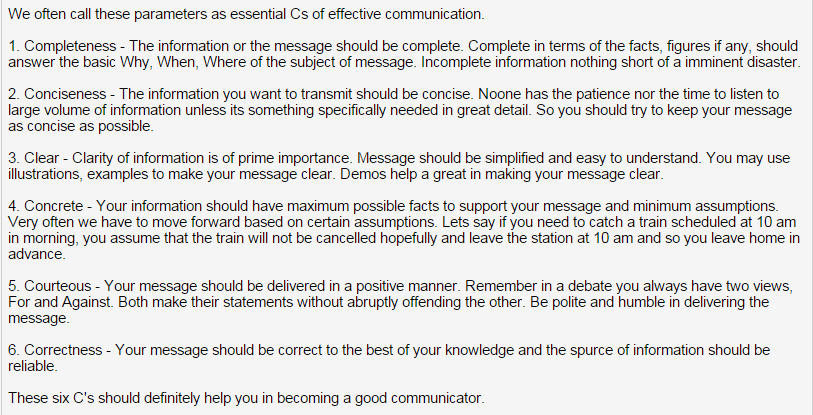 We often call these parameters as essential Cs of effective communication.
1. Completeness - The information or the message should be complete. Complete in terms of the facts, figures if any, should
answer the basic Why, When, Where of the subject of message. Incomplete information nothing short of a imminent disaster.
2. Conciseness - The information you want to transmit should be concise. Noone has the patience nor the time to listen to
large volume of information unless its something specifically needed in great detail. So you should try to keep your message
as concise as possible.
3. Clear - Clarity of information is of prime importance. Message should be simplified and easy to understand. You may use
illustrations, examples to make your message clear. Demos help a great in making your message clear.
4. Concrete - Your information should have maximum possible facts to support your message and minimum assumptions.
Very often we have to move forward based on certain assumptions. Lets say if you need to catch a train scheduled at 10 am
in morning, you assume that the train will not be cancelled hopefully and leave the station at 10 am and so you leave home in
advance.
5. Courteous - Your message should be delivered in a positive manner. Remember in a debate you always have two views,
For and Against. Both make their statements without abruptly offending the other. Be polite and humble in delivering the
message.
6. Correctness - Your message should be correct to the best of your knowledge and the spurce of information should be
reliable.
These six C's should definitely help you in becoming a good communicator.